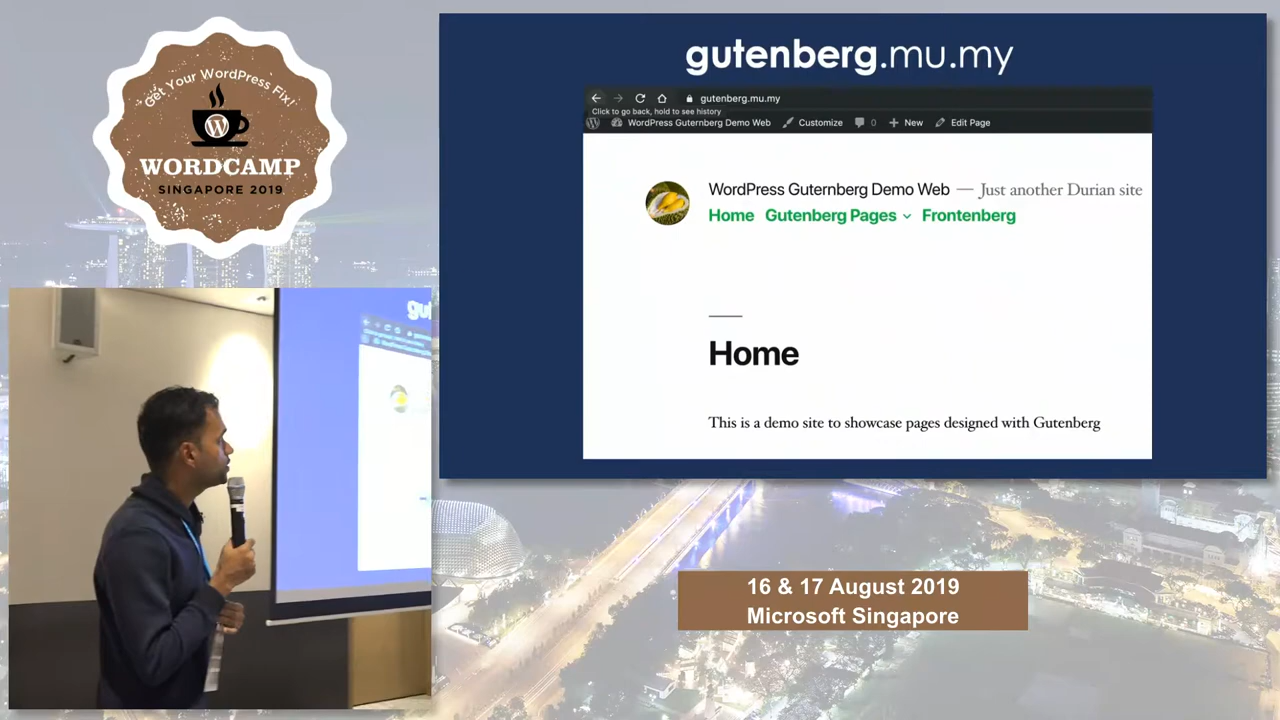 Get Your WordPress Fix!
WORDCAMP
SINGAPORE 2019
gutenberg.mu.my
gutenberg.mu.my
Click to go back, hold to see history
WordPress Gutenberg Demo Web Customize 0 New Edit Page
WordPress Guternberg Demo Web — Just another Durian site
Home Gutenberg Pages Frontenberg
Home
This is a demo site to showcase pages designed with Gutenberg
gut
16 & 17 August 2019
Microsoft Singapore